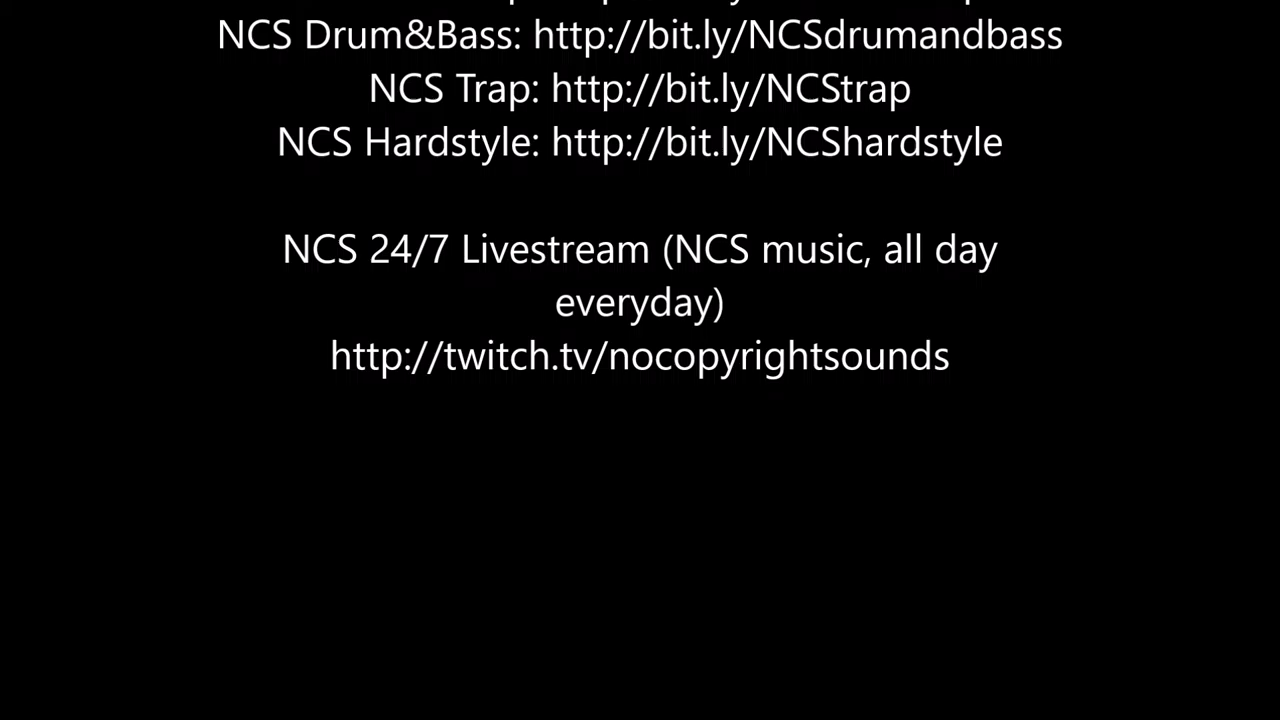 NCS Drum&Bass: http://bit.ly/NCSdrumandbass
NCS Trap: http://bit.ly/NCStrap
NCS Hardstyle: http://bit.ly/NCShardstyle
NCS 24/7 Livestream (NCS music, all day
everyday)
http://twitch.tv/nocopyrightsounds